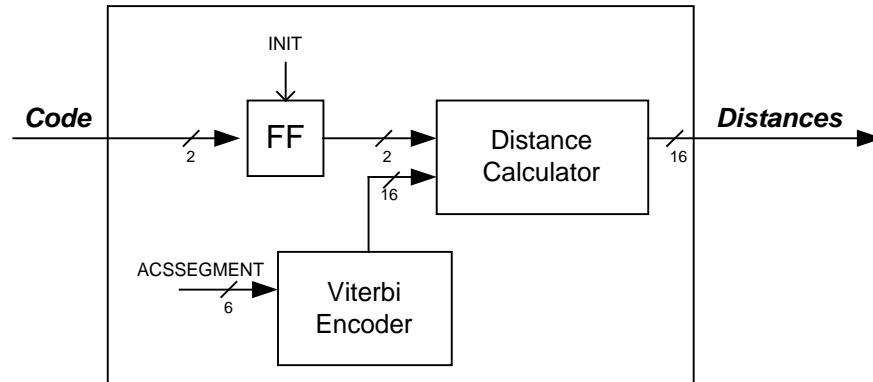 INIT
Code
FF
Distance
Calculator
Distances
2
2
16
16
ACSSEGMENT
6
Viterbi
Encoder